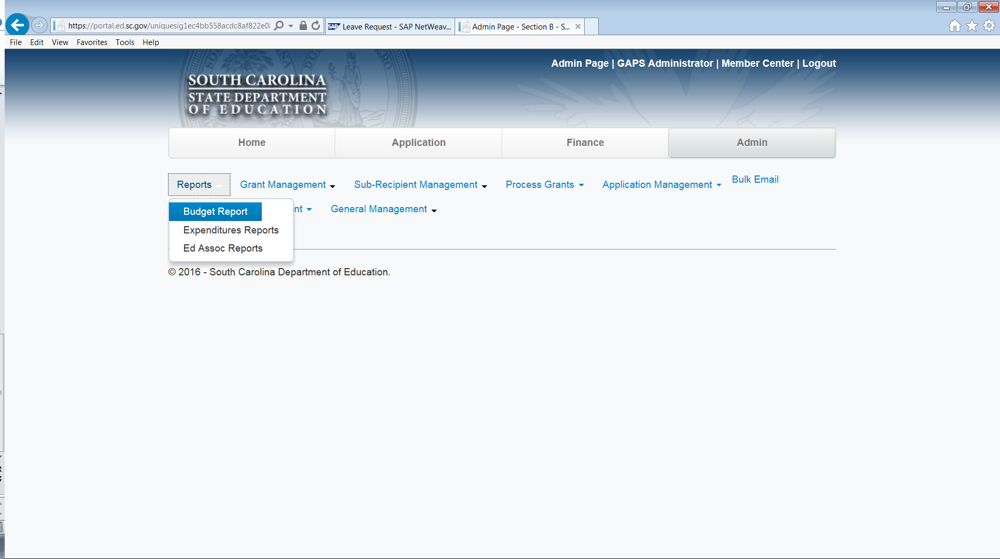 https://portal.ed.sc.gov/uniquesig1ec4bb558acdc8af822e0
SAP Leave Request - SAP NetWeav...
Admin Page - Section B - S...
File Edit View Favorites Tools Help
Admin Page | GAPS Administrator | Member Center | Logout
SOUTH CAROLINA
STATE DEPARTMENT
OF EDUCATION
Home Application Finance Admin
Reports Grant Management Sub-Recipient Management Process Grants Application Management Bulk Email
Budget Report nt General Management
Expenditures Reports
Ed Assoc Reports
© 2016 - South Carolina Department of Education.